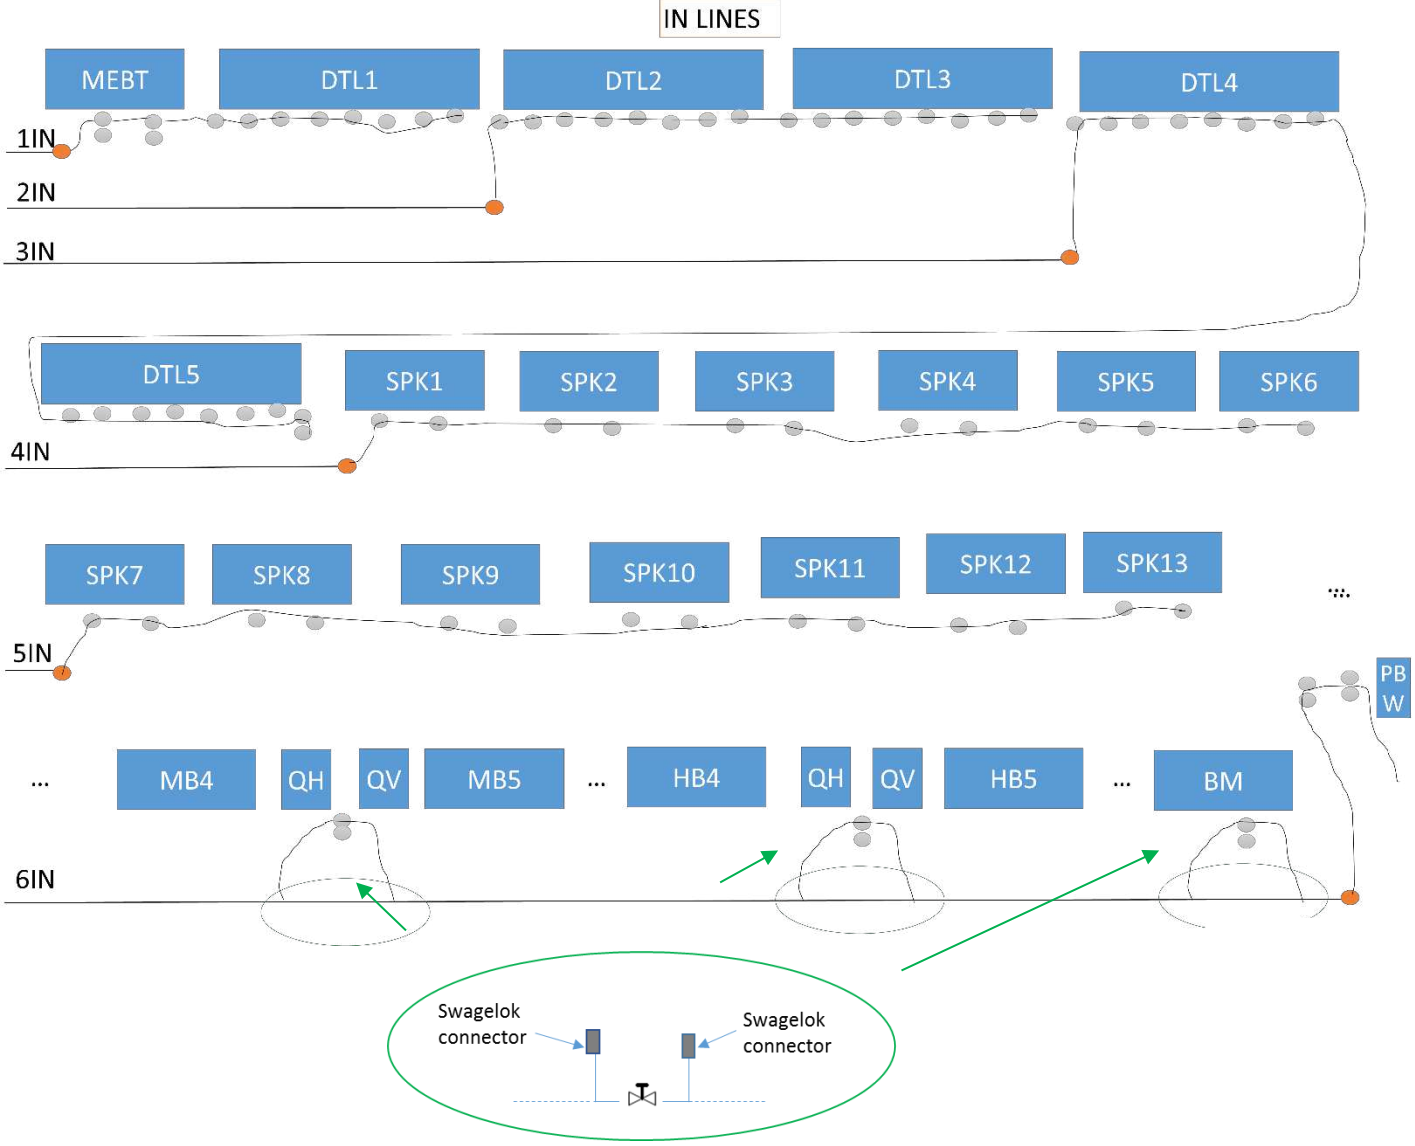 IN LINES
MEBT
DTL1
DTL2
DTL3
DTL4
1IN
2IN
3IN
DTL5
SPK1
SPK2
SPK3
SPK4
SPK5
SPK6
4IN
SPK7
SPK8
SPK9
SPK10
SPK11
SPK12
SPK13
5IN
PB
W
...
MB4
QH
QV
MB5
...
HB4
QH
QV
HB5
...
BM
6IN
Swagelok
connector
Swagelok
connector